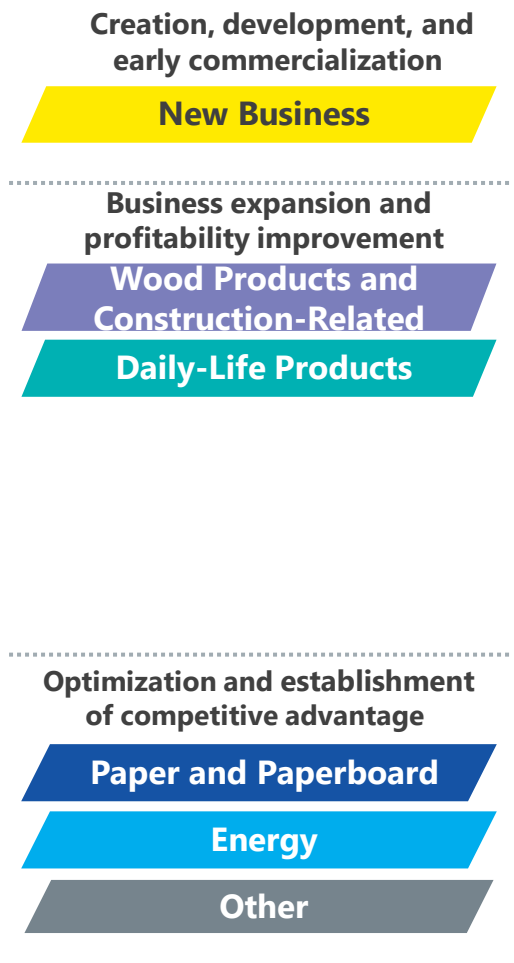 Creation, development, and
early commercialization
New Business
Business expansion and
profitability improvement
Wood Products and
Construction-Related
Daily-Life Products
Optimization and establishment
of competitive advantage
Paper and Paperboard
Energy
Other